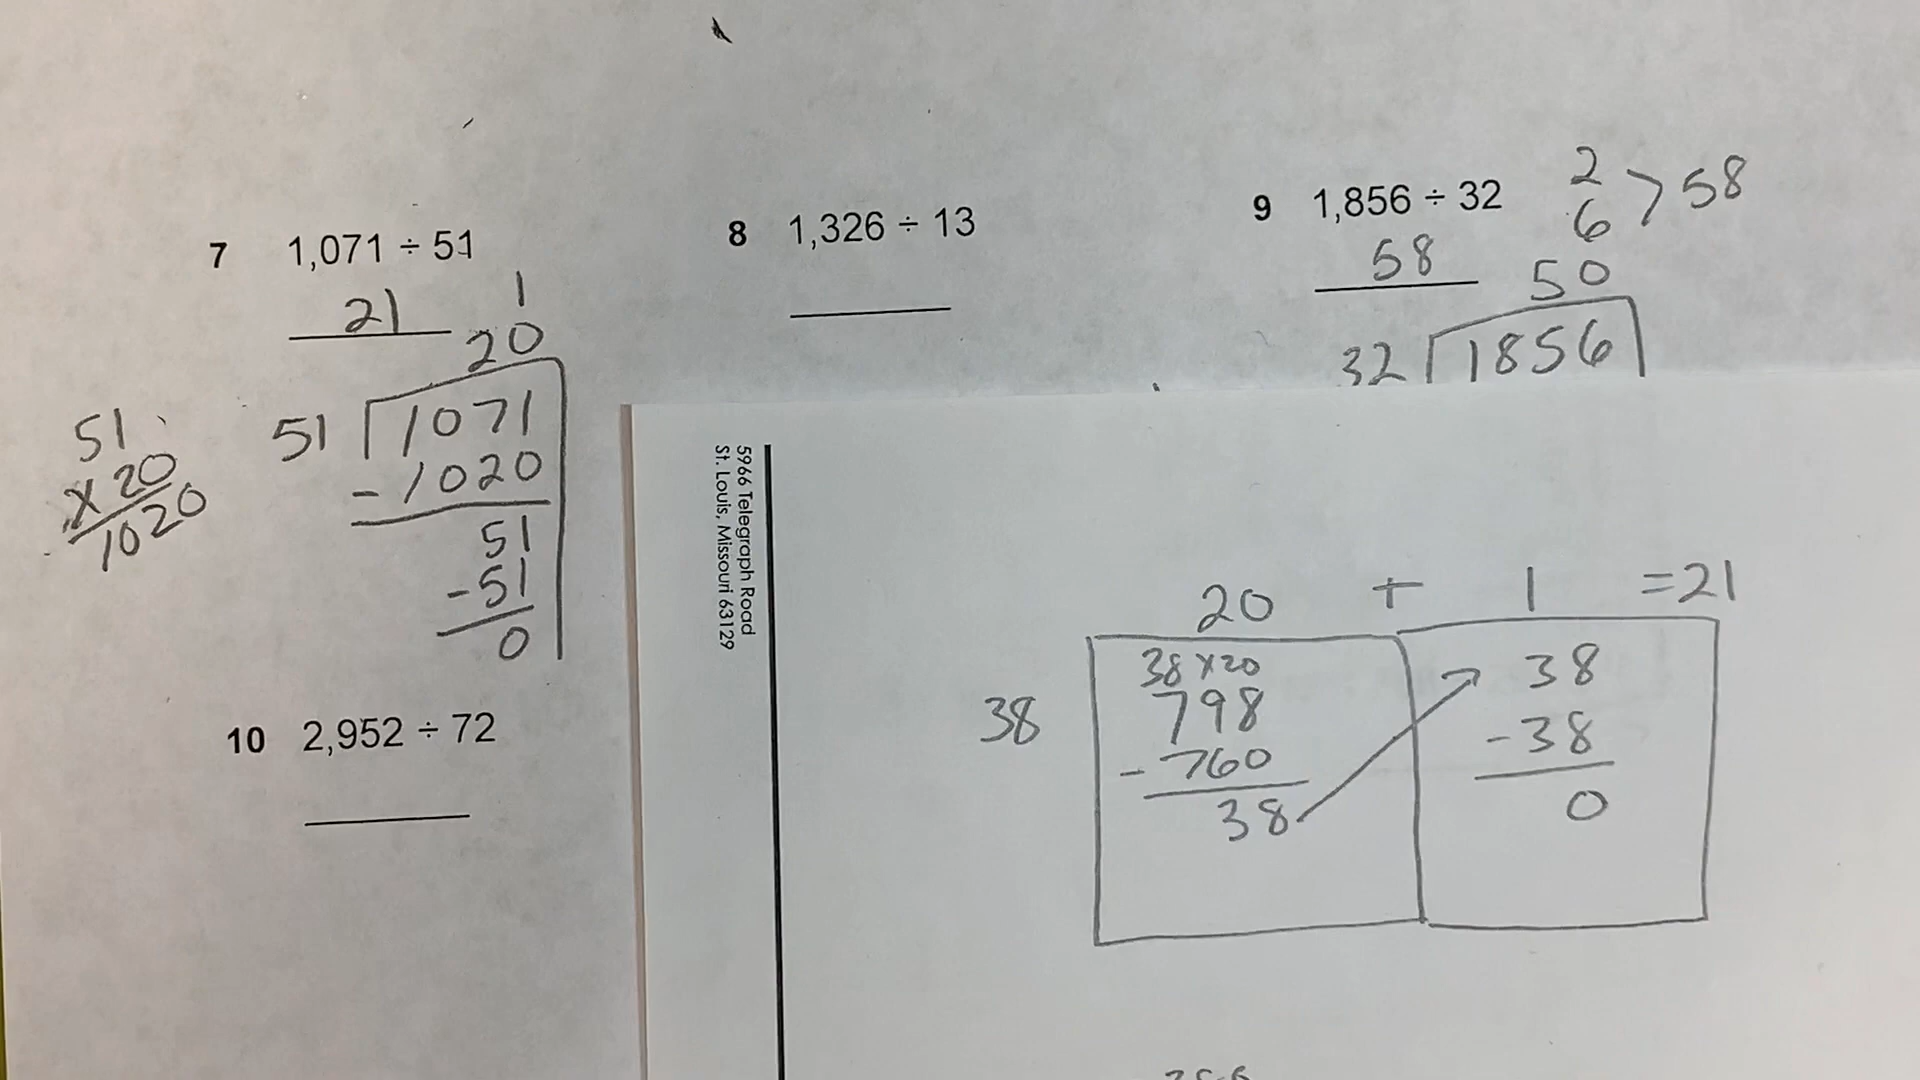 7 1,071 ÷ 51
21
1
20
51
1071
-1020
51
-51
0
51
x 20
1020
8 1,326 ÷ 13
9 1,856 ÷ 32
58
2
6 > 58
50
32 1856
10 2,952 ÷ 72
5966 Telegraph Road
St. Louis, Missouri 63129
20 + 1 =21
38
38 x20
798
-760
38
38
-38
0